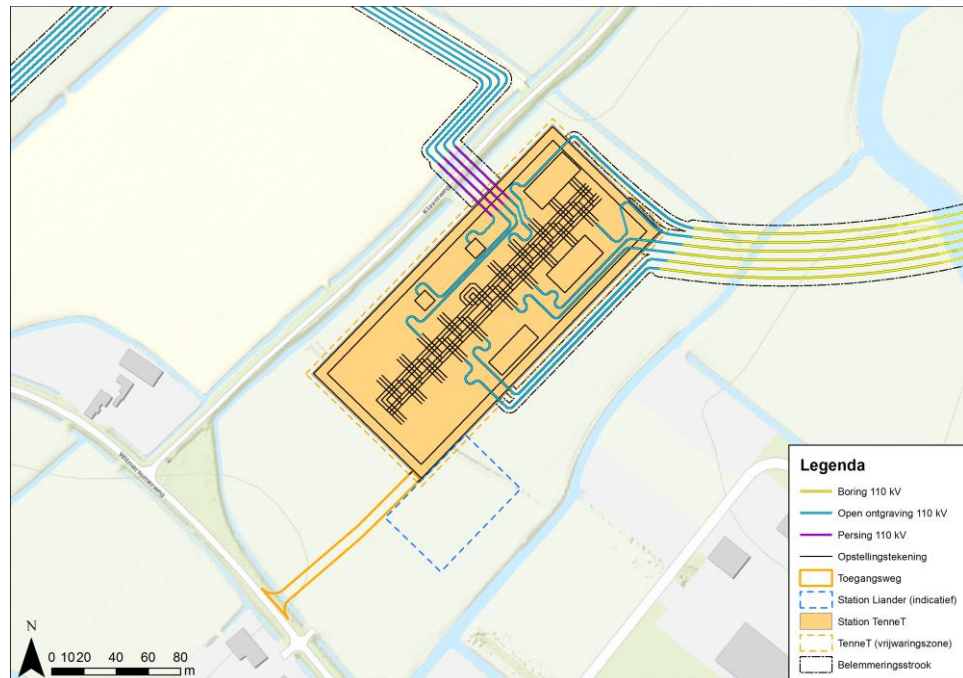 Klaverweg
Legenda
Boring 110 kV
Open ontgraving 110 kV
Persing 110 kV
Opstellingstekening
Toegangsweg
Station Liander (indicatief)
Station TenneT
TenneT (vrijwaringszone)
Belemmeringsstrook
N
0 10 20 40 60 80
m